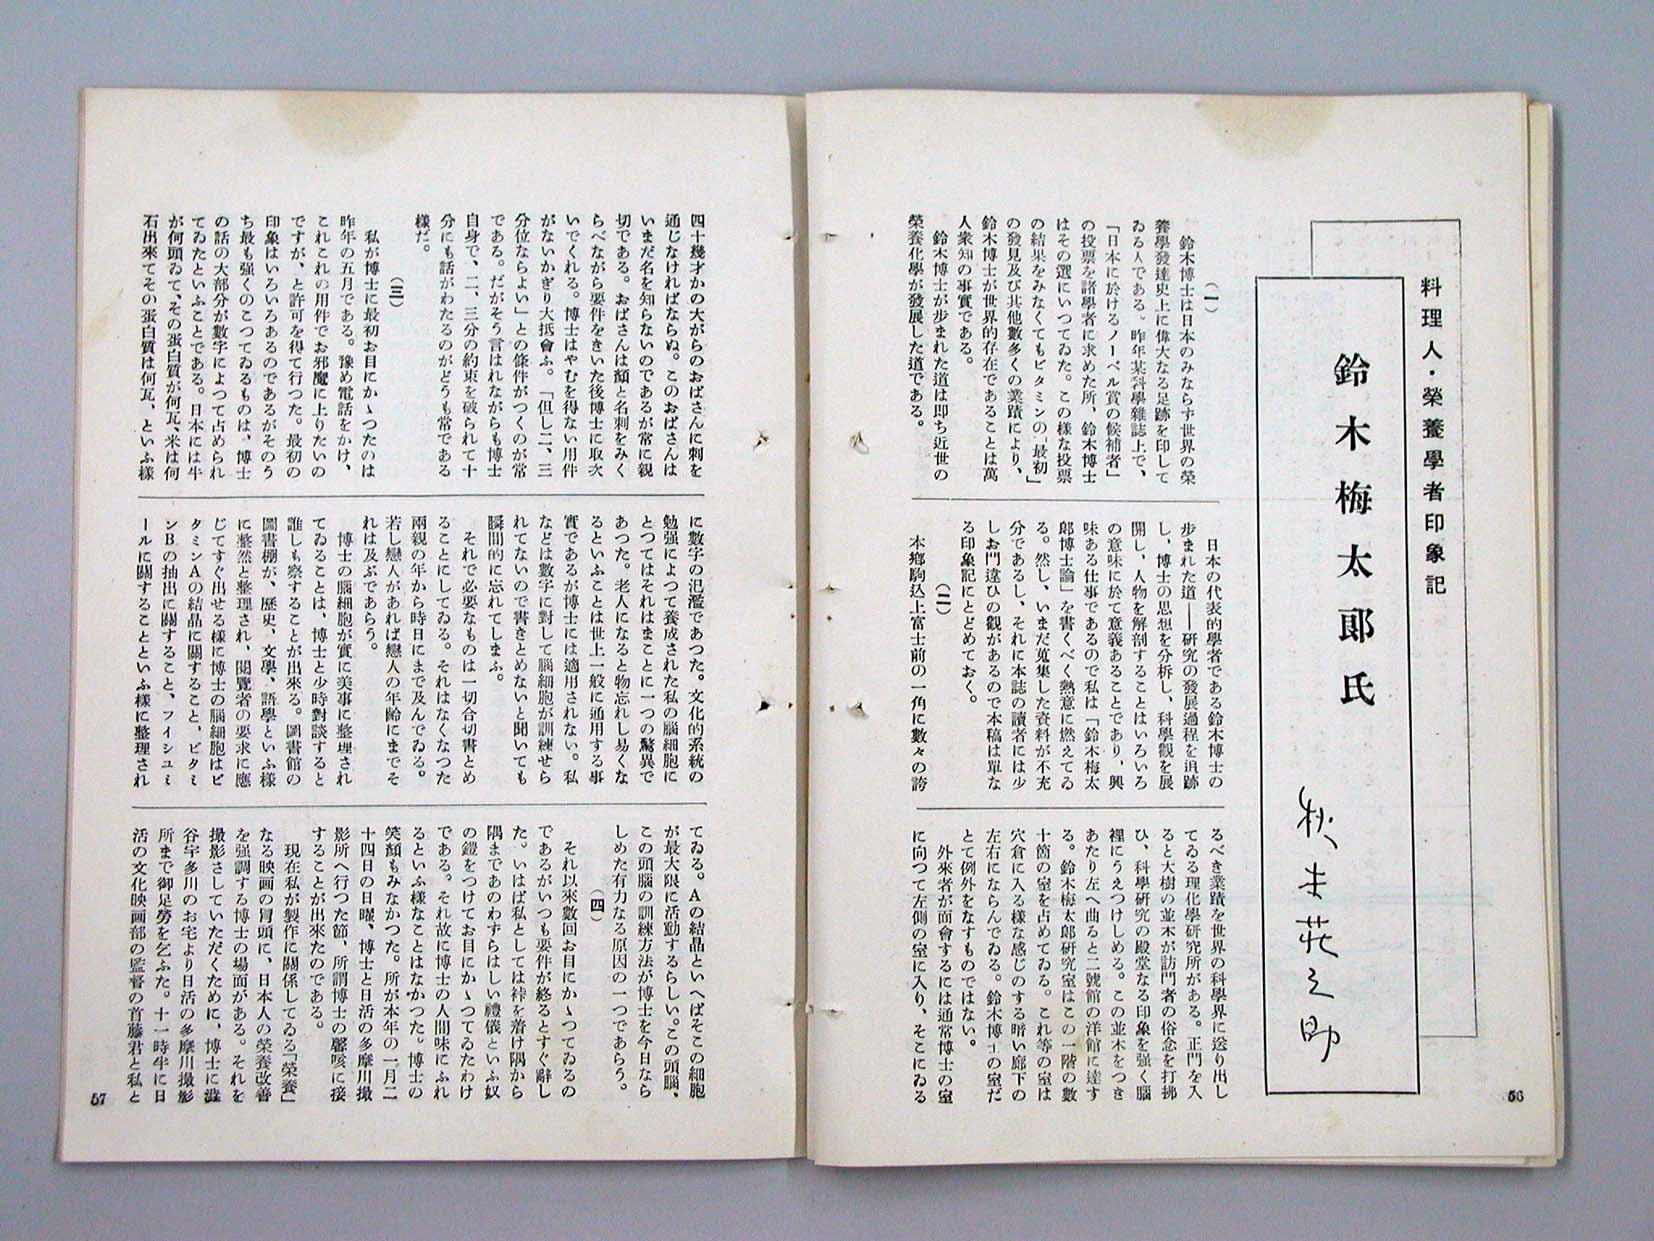 料理人・榮養學者印象記
鈴木梅太郎氏
(一)
鈴木博士は日本のみならず世界の榮
養學發達史上に偉大なる足跡を印して
ゐる人である。昨年某科學雜誌上で、
「日本に於けるノーベル賞の候補者」
の投票を諸學者に求めた所、鈴木博士
はその選にいつてゐた。この樣な投票
の結果をみなくてもビタミンの「最初」
の發見及び其他數多くの業蹟により、
鈴木博士が世界的存在であることは萬
人衆知の事實である。
鈴木博士が步まれた道は即ち近世の
榮養化學が發展した道である。
日本の代表的學者である鈴木博士の
步まれた道――研究の發展過程を追跡
し、博士の思想を分拆し、科學觀を展
開し、人物を解剖することはいろいろ
の意味に於て意義あることであり、興
味ある仕事であるので私は「鈴木梅太
郎博士論」を書くべく熱意に燃えてゐ
る。然し、いまだ蒐集した資料が不充
分であるし、それに本誌の讀者には少
しお門違ひの觀があるので本稿は單な
る印象記にとどめておく。
(二)
本鄕駒込上富士前の一角に數々の誇
るべき業蹟を世界の科學界に送り出し
てゐる理化學硏究所がある。正門を入
ると大樹の並木が訪門者の俗念を打拂
ひ、科學硏究の殿堂なる印象を强く腦
裡にうえつけしめる。この並木をつき
あたり左へ曲ると二號館の洋館に達す
る。鈴木梅太郎硏究室はこの一階の數
十箇の室を占めてゐる。これ等の室は
穴倉に入る樣な感じのする暗い廊下の
左右にならんでゐる。鈴木博士の室だ
とて例外をなすものではない。
外來者が面會するには通常博士の室
に向つて左側の室に入り、そこにゐる
56
四十幾才かの大がらのおばさんに刺を
通じなければならぬ。このおばさんは
いまだ名を知らないのであるが常に親
切である。おばさんは顏と名刺をみく
らべながら要件をきいた後博士に取次
いでくれる。博士はやむを得ない用件
がないかぎり大抵會ふ。「但し二、三
分位ならよい」との條件がつくのが常
である。だがそう言はれながらも博士
自身で、二、三分の約束を破られて十
分にも話がわたるのがどうも常である
樣だ。
(三)
私が博士に最初お目にかゝつたのは
昨年の五月である。豫め電話をかけ、
これこれの用件でお邪魔に上りたいの
ですが、と許可を得て行つた。最初の
印象はいろいろあるのであるがそのう
ち最も强くのこつてゐるものは、博士
の話の大部分が數字によつて占められ
てゐたといふことである。日本には牛
が何頭ゐて、その蛋白質が何瓦、米は何
石出來てその蛋白質は何瓦、といふ樣
に數字の氾濫であつた。文化的系統の
勉强によつて養成された私の腦細胞に
とつてはそれはまことに一つの驚異で
あつた。老人になると物忘れし易くな
るといふことは世上一般に通用する事
實であるが博士には適用されない。私
などは數字に對して腦細胞が訓練せら
れてないので書きとめないと聞いても
瞬間的に忘れてしまふ。
それで必要なものは一切合切書とめ
ることにしてゐる。それはなくなつた
兩親の年から時日にまで及んでゐる。
若し戀人があれば戀人の年齡にまでそ
れは及ぶであらう。
博士の腦細胞が實に美事に整理され
てゐることは、博士と少時對談すると
誰しも察することが出來る。圖書館の
圖書棚が、歷史、文學、語學といふ樣
に整然と整理され、閱覽者の要求に應
じてすぐ出せる樣に博士の腦細胞はビ
タミンAの結晶に關すること、ビタミ
ンBの抽出に關すること、フイシュミ
ールに關することといふ樣に整理され
てゐる。Aの結晶といへばそこの細胞
が最大限に活動するらしい。この頭腦、
この頭腦の訓練方法が博士を今日なら
しめた有力なる原因の一つであらう。
(四)
それ以來數回お目にかゝつてゐるの
であるがいつも要件が終るとすぐ辭し
た。いはば私としては裃を着け隅から
隅まであのわずらはしい禮儀といふ奴
の鎧をつけてお目にかゝつてゐたわけ
である。それ故に博士の人間味にふれ
るといふ樣なことはなかつた。博士の
笑顏もみなかつた。所が本年の一月二
十四日の日曜、博士と日活の多摩川撮
影所へ行つた節、所謂博士の謦咳に接
することが出來たのである。
現在私が製作に關係してゐる「榮養」
なる映画の冒頭に、日本人の榮養改善
を强調する博士の場面がある。それを
撮影さしていただくために、博士に澁
谷宇多川のお宅より日活の多摩川撮影
所まで御足勞を乞ふた。十一時半に日
活の文化映画部の監督の首藤君と私と
57